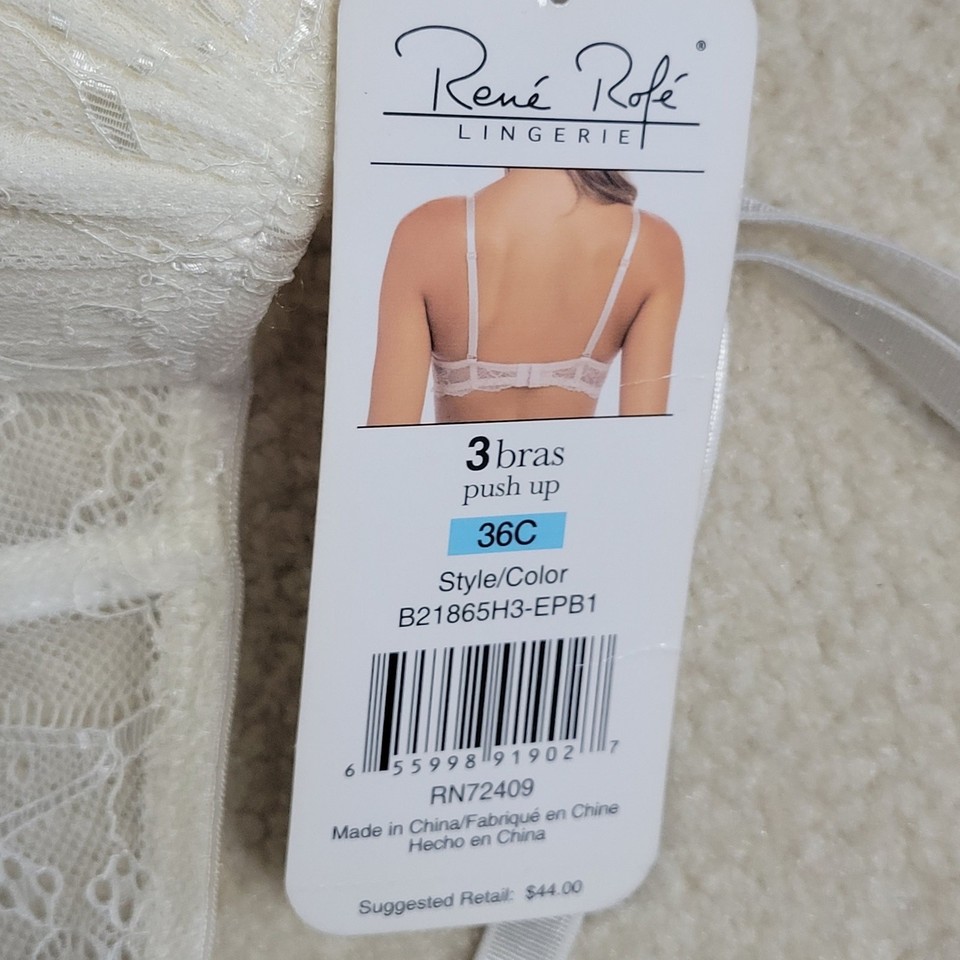 René Rofé®
LINGERIE
3 bras
push up
36C
Style/Color
B21865H3-EPB1
6 55998 91902 7
RN72409
Made in China/Fabriqué en Chine
Hecho en China
Suggested Retail: $44.00